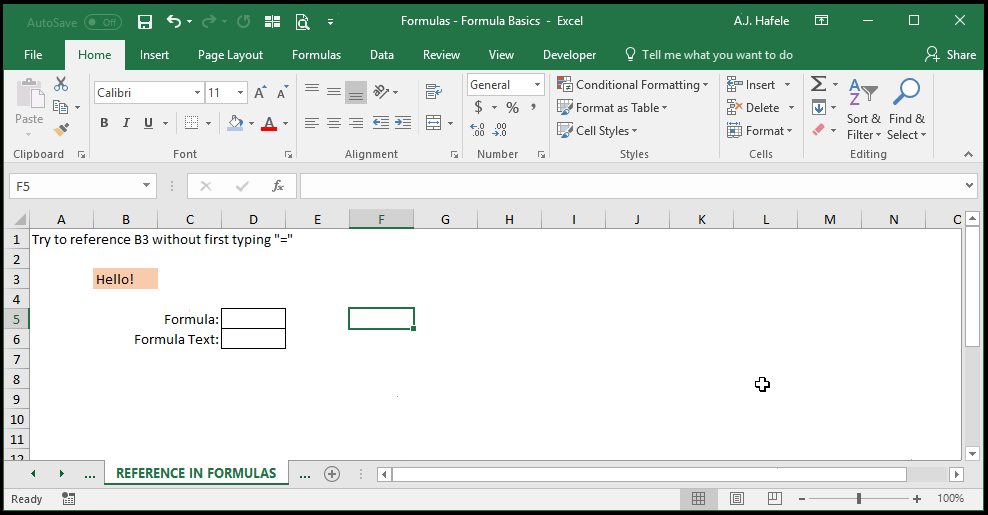 AutoSave Off Formulas - Formula Basics - Excel A.J. Hafele
File Home Insert Page Layout Formulas Data Review View Developer Tell me what you want to do Share
Calibri 11 A A General Conditional Formatting Insert Σ A Z
Paste B I U A $ % , Format as Table Delete Sort & Find &
.00 .0 Cell Styles Format Filter Select
Clipboard Font Alignment Number Styles Cells Editing
F5 fx
A B C D E F G H I J K L M N O
1 Try to reference B3 without first typing "="
2
3 Hello!
4
5 Formula:
6 Formula Text:
7
8
9
10
11
12
... REFERENCE IN FORMULAS ...
Ready 100%